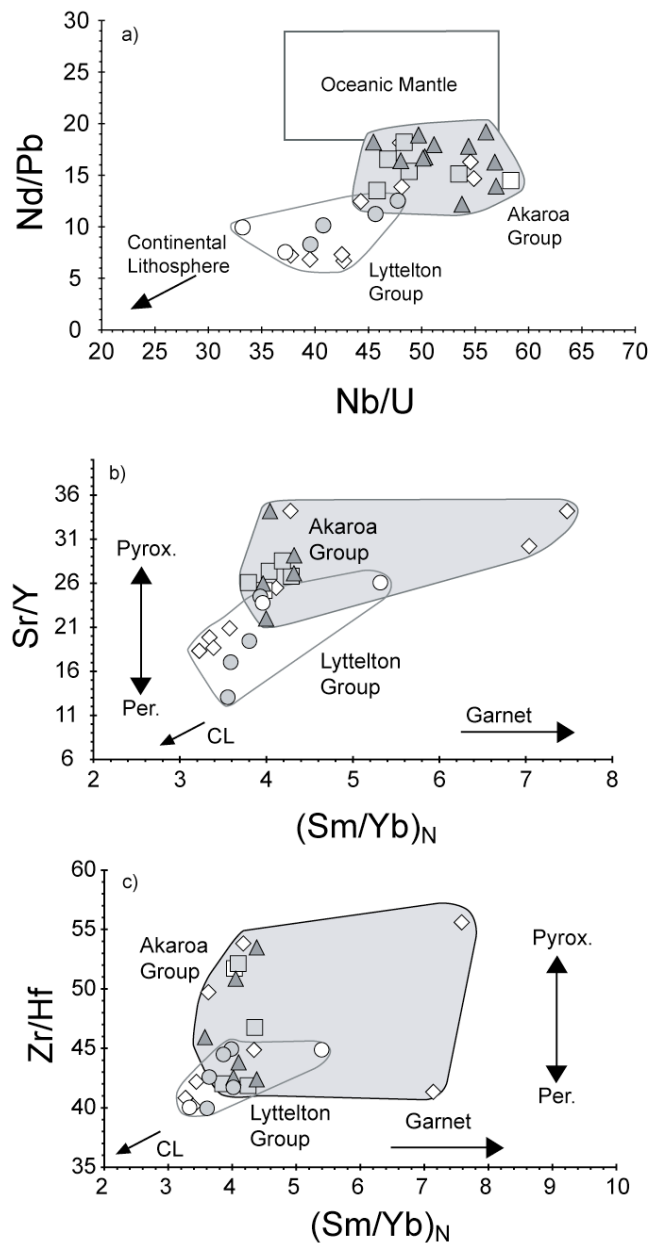 a)
30
25
20
15
10
5
0
Nd/Pb
Oceanic Mantle
Akaroa
Group
Continental
Lithosphere
Lyttelton
Group
20 25 30 35 40 45 50 55 60 65 70
Nb/U
b)
36
31
26
21
16
11
6
Sr/Y
Pyrox.
Per.
Akaroa
Group
Lyttelton
Group
CL
Garnet
2 3 4 5 6 7 8
(Sm/Yb)N
c)
60
55
50
45
40
35
Zr/Hf
Akaroa
Group
Pyrox.
Per.
Lyttelton
Group
CL
Garnet
2 3 4 5 6 7 8 9 10
(Sm/Yb)N